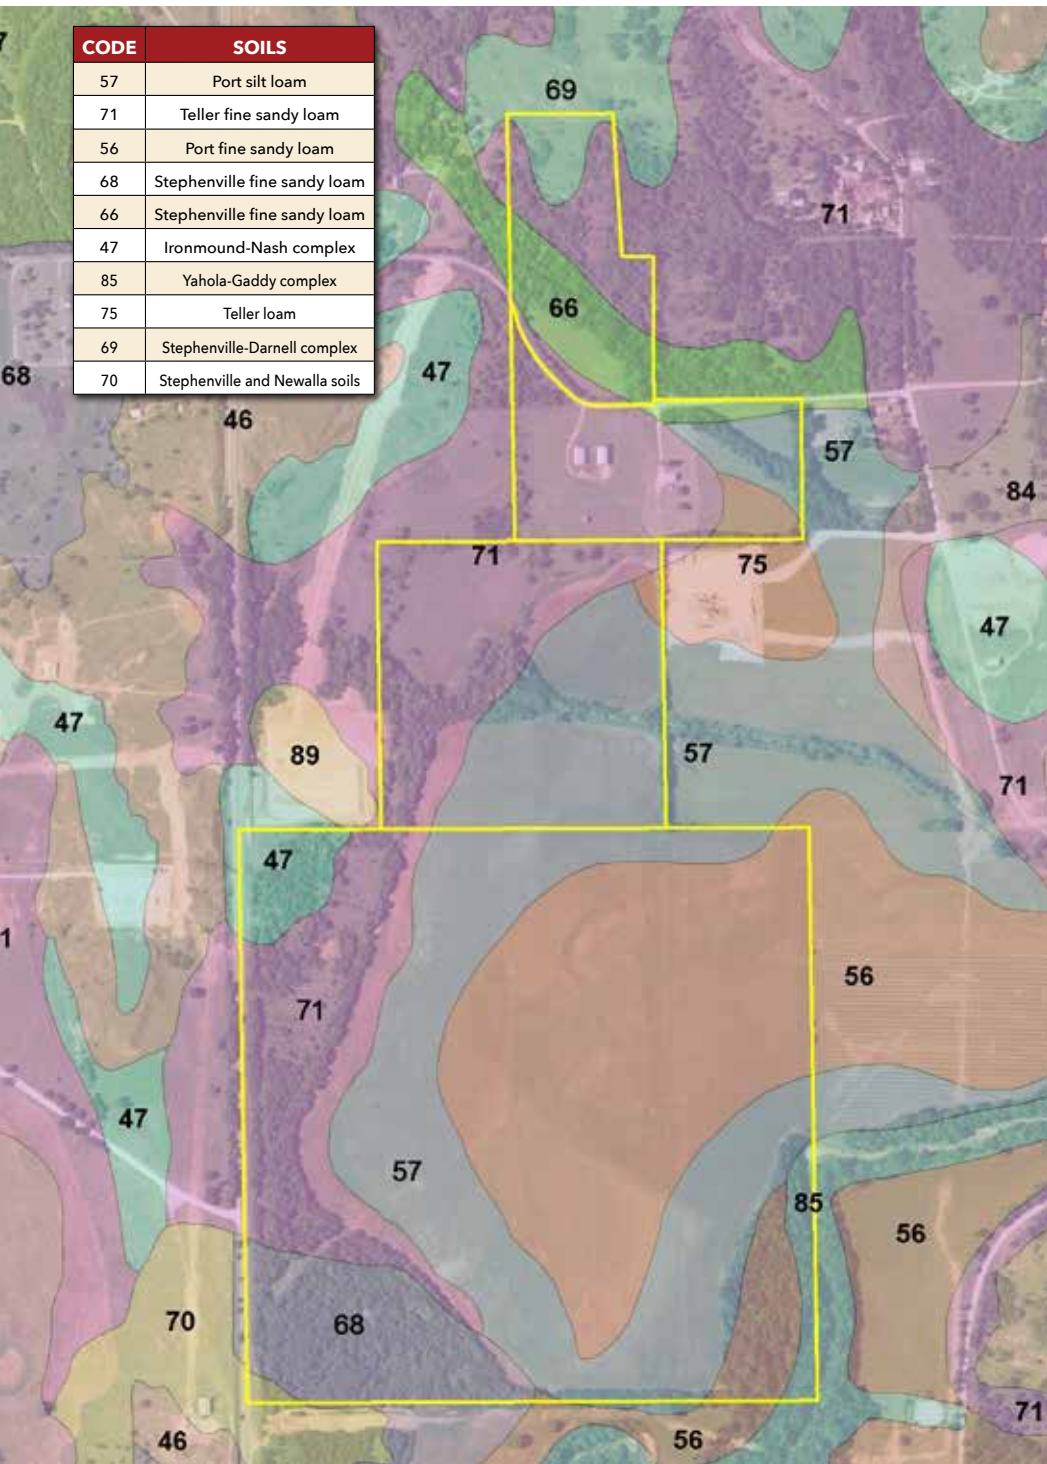 CODE SOILS
57 Port silt loam
71 Teller fine sandy loam
56 Port fine sandy loam
68 Stephenville fine sandy loam
66 Stephenville fine sandy loam
47 Ironmound-Nash complex
85 Yahola-Gaddy complex
75 Teller loam
69 Stephenville-Darnell complex
70 Stephenville and Newalla soils
69
71
66
47
68
46
57
84
71
75
47
47
89
57
71
47
1
56
71
47
57
85
56
70
68
71
46
56